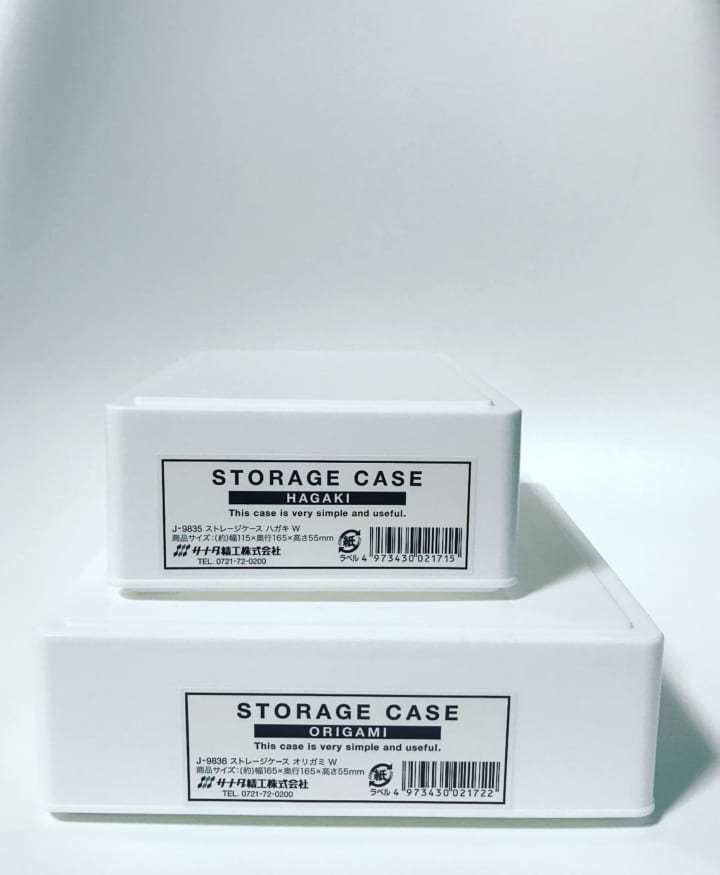 STORAGE CASE
HAGAKI
This case is very simple and useful.
J-9835 ストレージケース ハガキ W
商品サイズ:(約)幅115×奥行165×高さ55mm
サナダ精工株式会社
TEL. 0721-72-0200
紙
ラベル
4 973430 021715
STORAGE CASE
ORIGAMI
This case is very simple and useful.
J-9836 ストレージケース オリガミ W
商品サイズ:(約)幅165×奥行165×高さ55mm
サナダ精工株式会社
TEL. 0721-72-0200
紙
ラベル
4 973430 021722